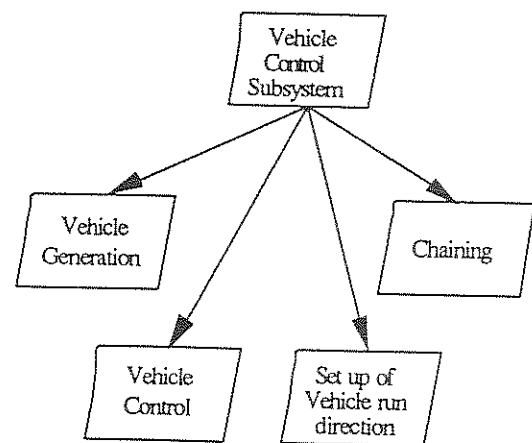 Vehicle
Control
Subsystem
Vehicle
Generation
Chaining
Vehicle
Control
Set up of
Vehicle run
direction